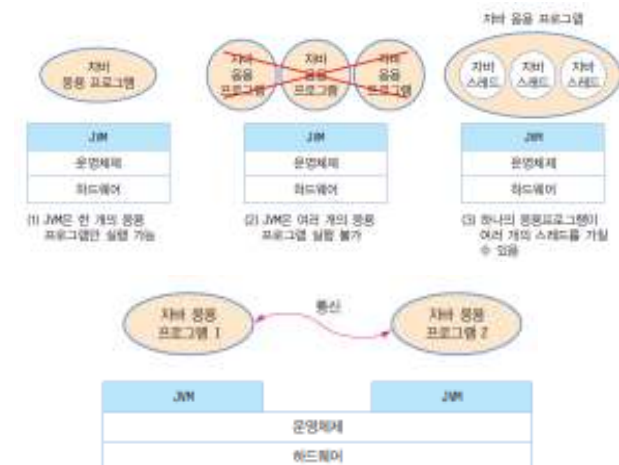 자바
응용 프로그램
JVM
운영체제
하드웨어
(1) JVM은 한 개의 응용
프로그램만 실행 가능
자바 자바 자바
응용 응용 응용
프로그램 프로그램 프로그램
JVM
운영체제
하드웨어
(2) JVM은 여러 개의 응용
프로그램 실행 불가
자바 응용 프로그램
자바 자바 자바
스레드 스레드 스레드
JVM
운영체제
하드웨어
(3) 하나의 응용프로그램이
여러 개의 스레드를 가질
수 있음
자바 응용
프로그램 1
통신
자바 응용
프로그램 2
JVM JVM
운영체제
하드웨어